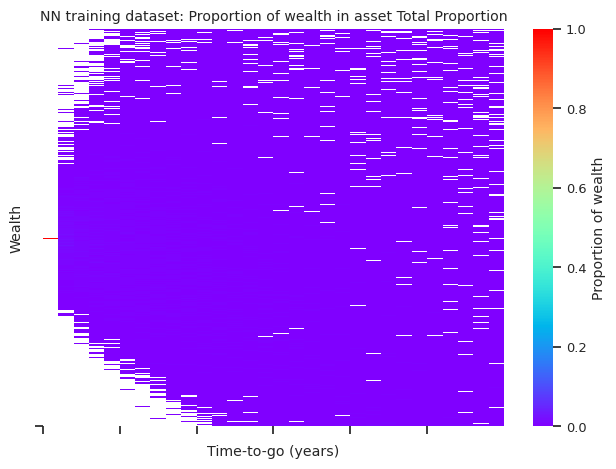 NN training dataset: Proportion of wealth in asset Total Proportion
Wealth
Time-to-go (years)
1.0
0.8
0.6
0.4
0.2
0.0
Proportion of wealth